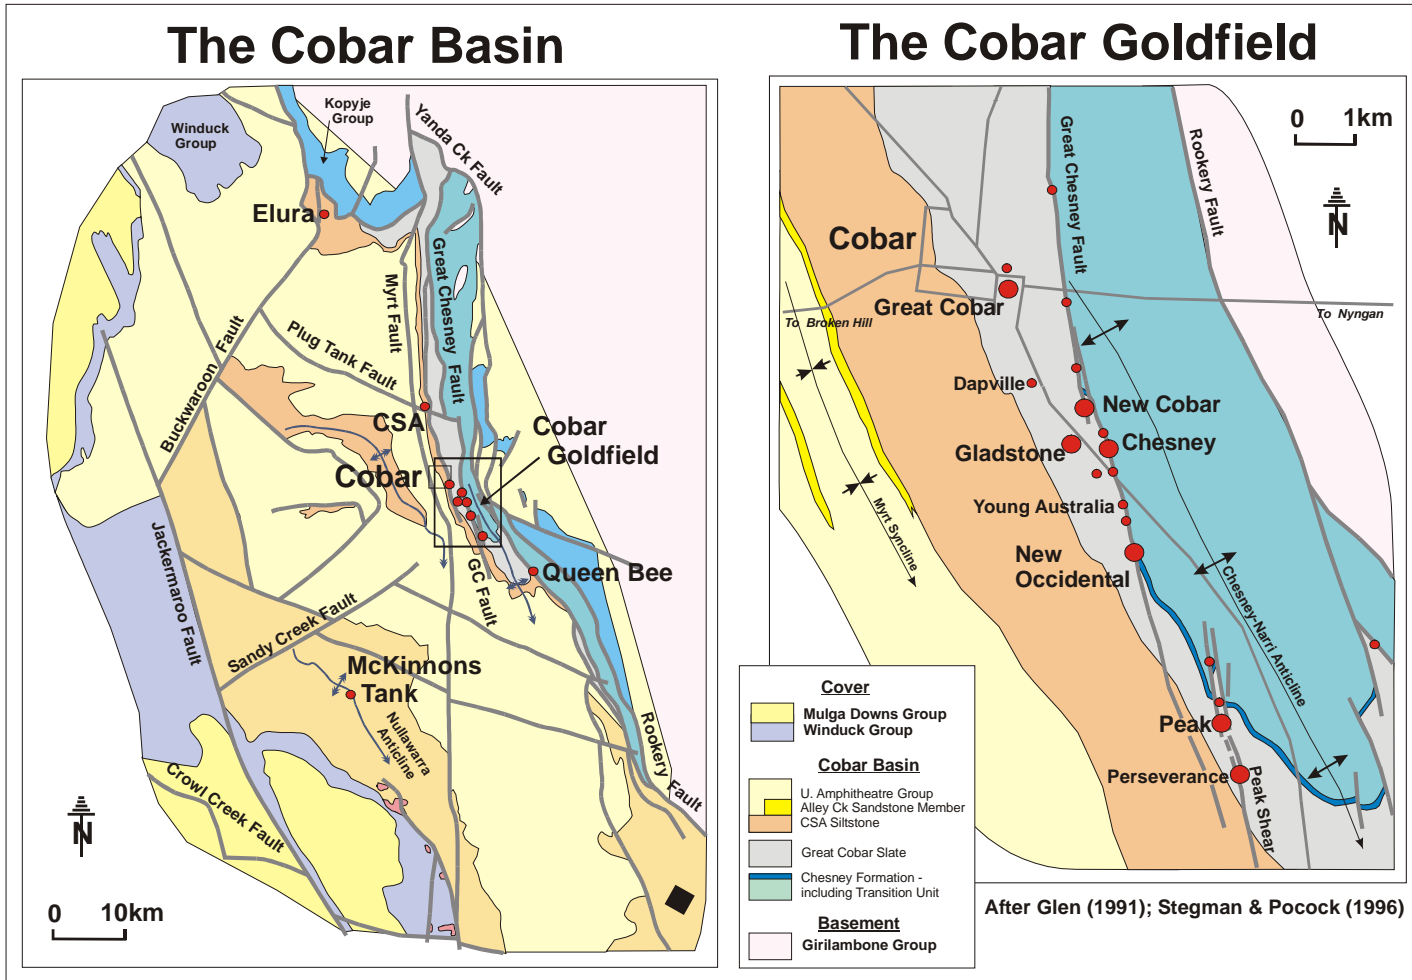 The Cobar Basin
Kopyje
Group
Winduck
Group
Yanda Ck Fault
Elura
Great Chesney Fault
Myrt Fault
Buckwaroon Fault
Plug Tank Fault
CSA
Cobar
Goldfield
Cobar
Jackermaroo Fault
GC Fault
Queen Bee
Sandy Creek Fault
McKinnons
Tank
Nullawarra
Anticline
Rookery Fault
Crowl Creek Fault
N
0 10km
The Cobar Goldfield
0 1km
N
Great Chesney Fault
Rookery Fault
Cobar
Great Cobar
To Broken Hill
To Nyngan
Dapville
New Cobar
Gladstone
Chesney
Young Australia
Myrt Syncline
New
Occidental
Chesney-Narri Anticline
Peak
Perseverance
Peak Shear
Cover
Mulga Downs Group
Winduck Group
Cobar Basin
U. Amphitheatre Group
Alley Ck Sandstone Member
CSA Siltstone
Great Cobar Slate
Chesney Formation -
including Transition Unit
Basement
Girilambone Group
After Glen (1991); Stegman & Pocock (1996)